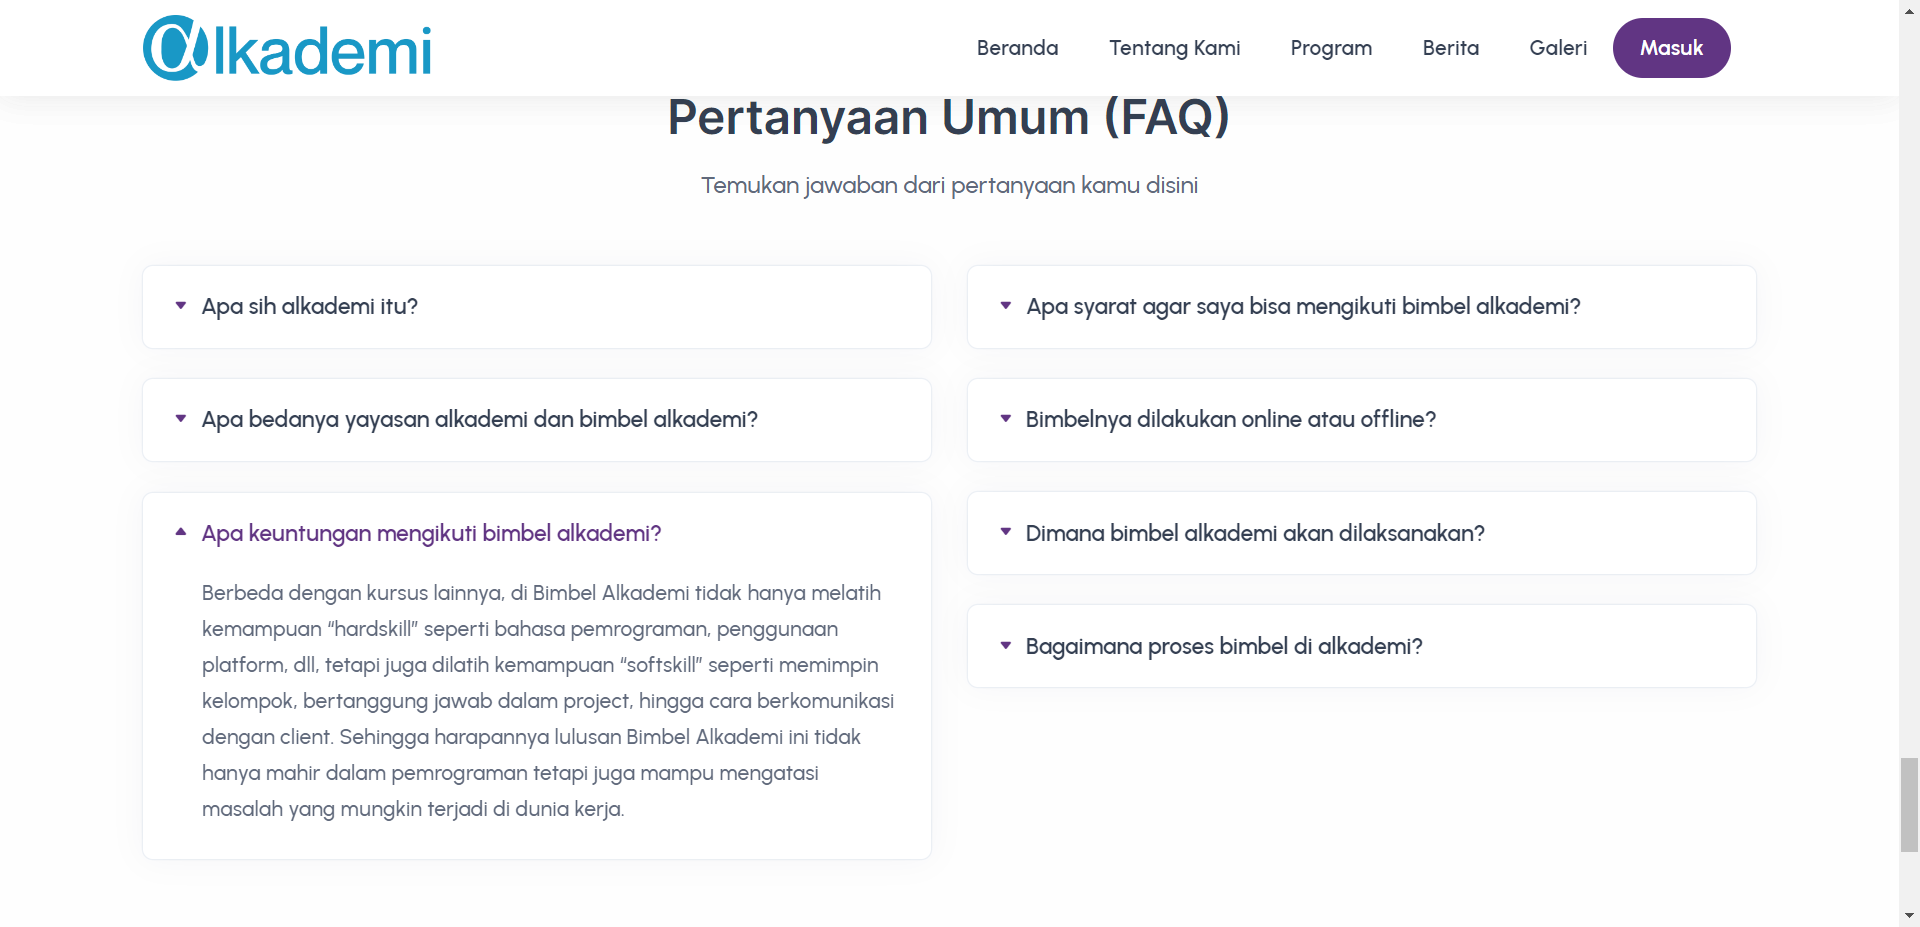 @lkademi
Beranda
Tentang Kami
Program
Berita
Galeri
Masuk
Pertanyaan Umum (FAQ)
Temukan jawaban dari pertanyaan kamu disini
Apa sih alkademi itu?
Apa bedanya yayasan alkademi dan bimbel alkademi?
Apa keuntungan mengikuti bimbel alkademi?
Berbeda dengan kursus lainnya, di Bimbel Alkademi tidak hanya melatih
kemampuan “hardskill” seperti bahasa pemrograman, penggunaan
platform, dll, tetapi juga dilatih kemampuan “softskill” seperti memimpin
kelompok, bertanggung jawab dalam project, hingga cara berkomunikasi
dengan client. Sehingga harapannya lulusan Bimbel Alkademi ini tidak
hanya mahir dalam pemrograman tetapi juga mampu mengatasi
masalah yang mungkin terjadi di dunia kerja.
Apa syarat agar saya bisa mengikuti bimbel alkademi?
Bimbelnya dilakukan online atau offline?
Dimana bimbel alkademi akan dilaksanakan?
Bagaimana proses bimbel di alkademi?